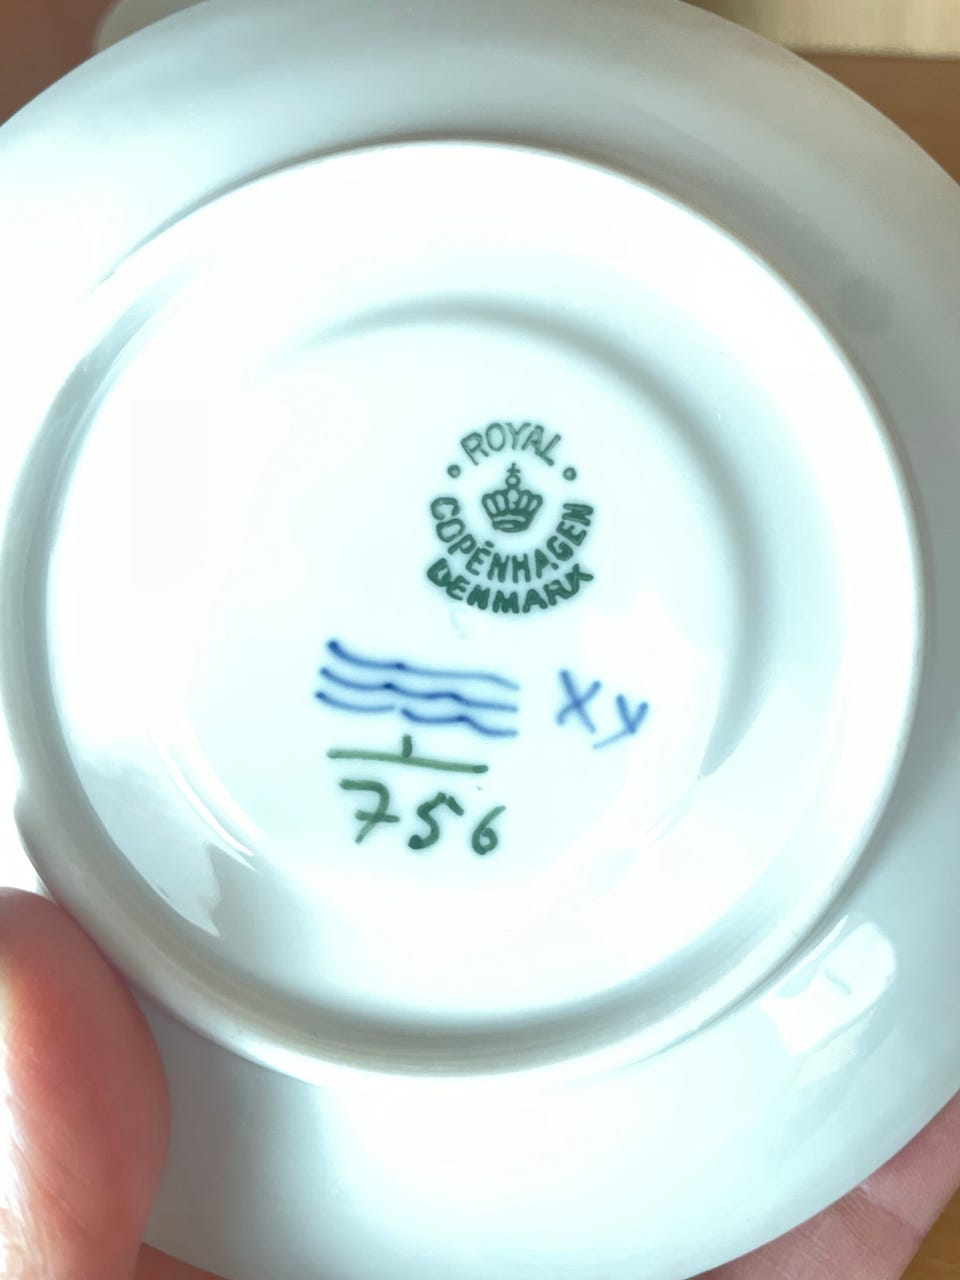 ROYAL
COPENHAGEN
DENMARK
XY
1
756